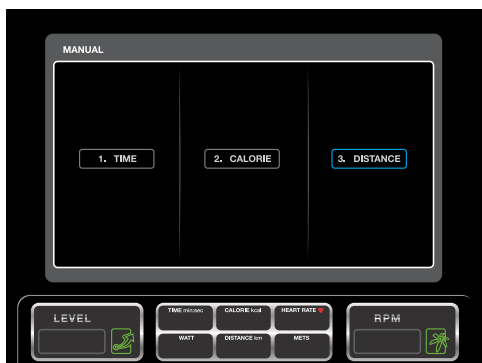 MANUAL
1. TIME
2. CALORIE
3. DISTANCE
LEVEL
TIME min:sec
CALORIE kcal
HEART RATE
WATT
DISTANCE km
METS
RPM